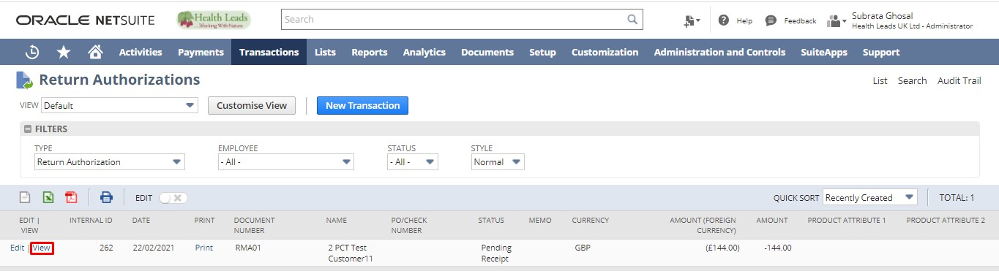 ORACLE NETSUITE
Health Leads
... Working With Nature
Search
Help
Feedback
Subrata Ghosal
Health Leads UK Ltd - Administrator
Activities Payments Transactions Lists Reports Analytics Documents Setup Customization Administration and Controls SuiteApps Support
Return Authorizations
List Search Audit Trail
VIEW Default Customise View New Transaction
FILTERS
TYPE EMPLOYEE STATUS STYLE
Return Authorization - All - - All - Normal
EDIT QUICK SORT Recently Created TOTAL: 1
EDIT | INTERNAL ID DATE PRINT DOCUMENT NAME PO/CHECK STATUS MEMO CURRENCY AMOUNT (FOREIGN AMOUNT PRODUCT ATTRIBUTE 1 PRODUCT ATTRIBUTE 2
VIEW NUMBER NUMBER CURRENCY)
Edit | View 262 22/02/2021 Print RMA01 2 PCT Test Pending GBP (£144.00) -144.00
Customer11 Receipt